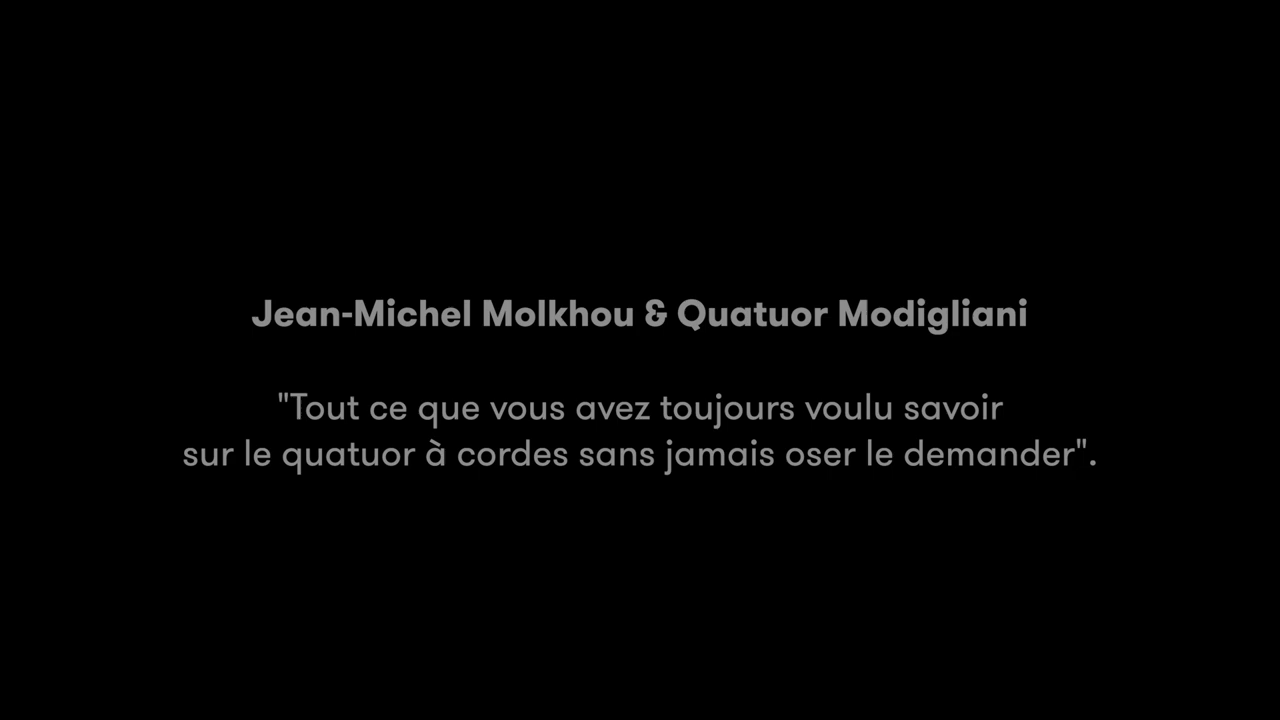 Jean-Michel Molkhou & Quatuor Modigliani
"Tout ce que vous avez toujours voulu savoir
sur le quatuor à cordes sans jamais oser le demander".